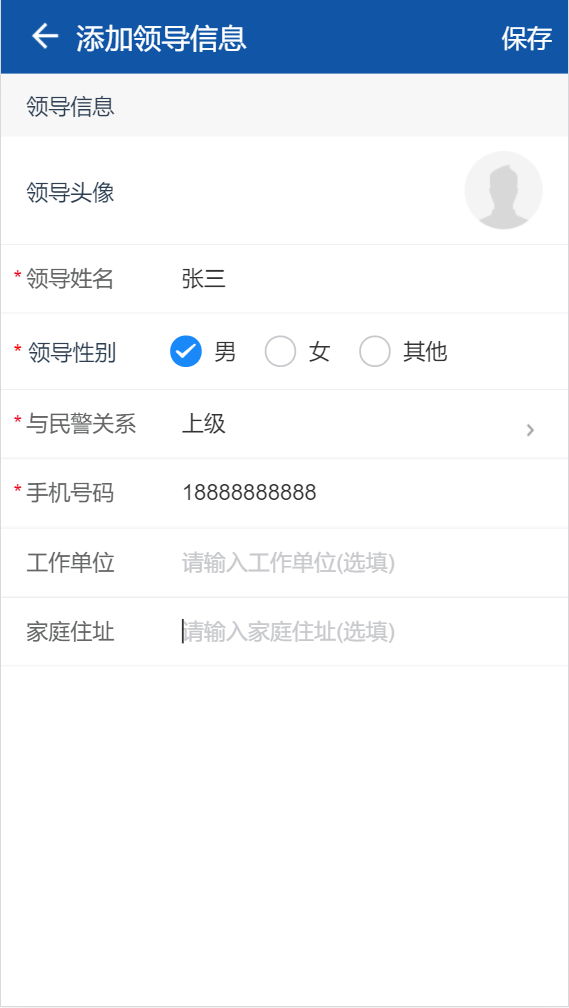 添加领导信息 保存
领导信息
领导头像
* 领导姓名 张三
* 领导性别 男 女 其他
* 与民警关系 上级
* 手机号码 18888888888
工作单位 请输入工作单位(选填)
家庭住址 请输入家庭住址(选填)